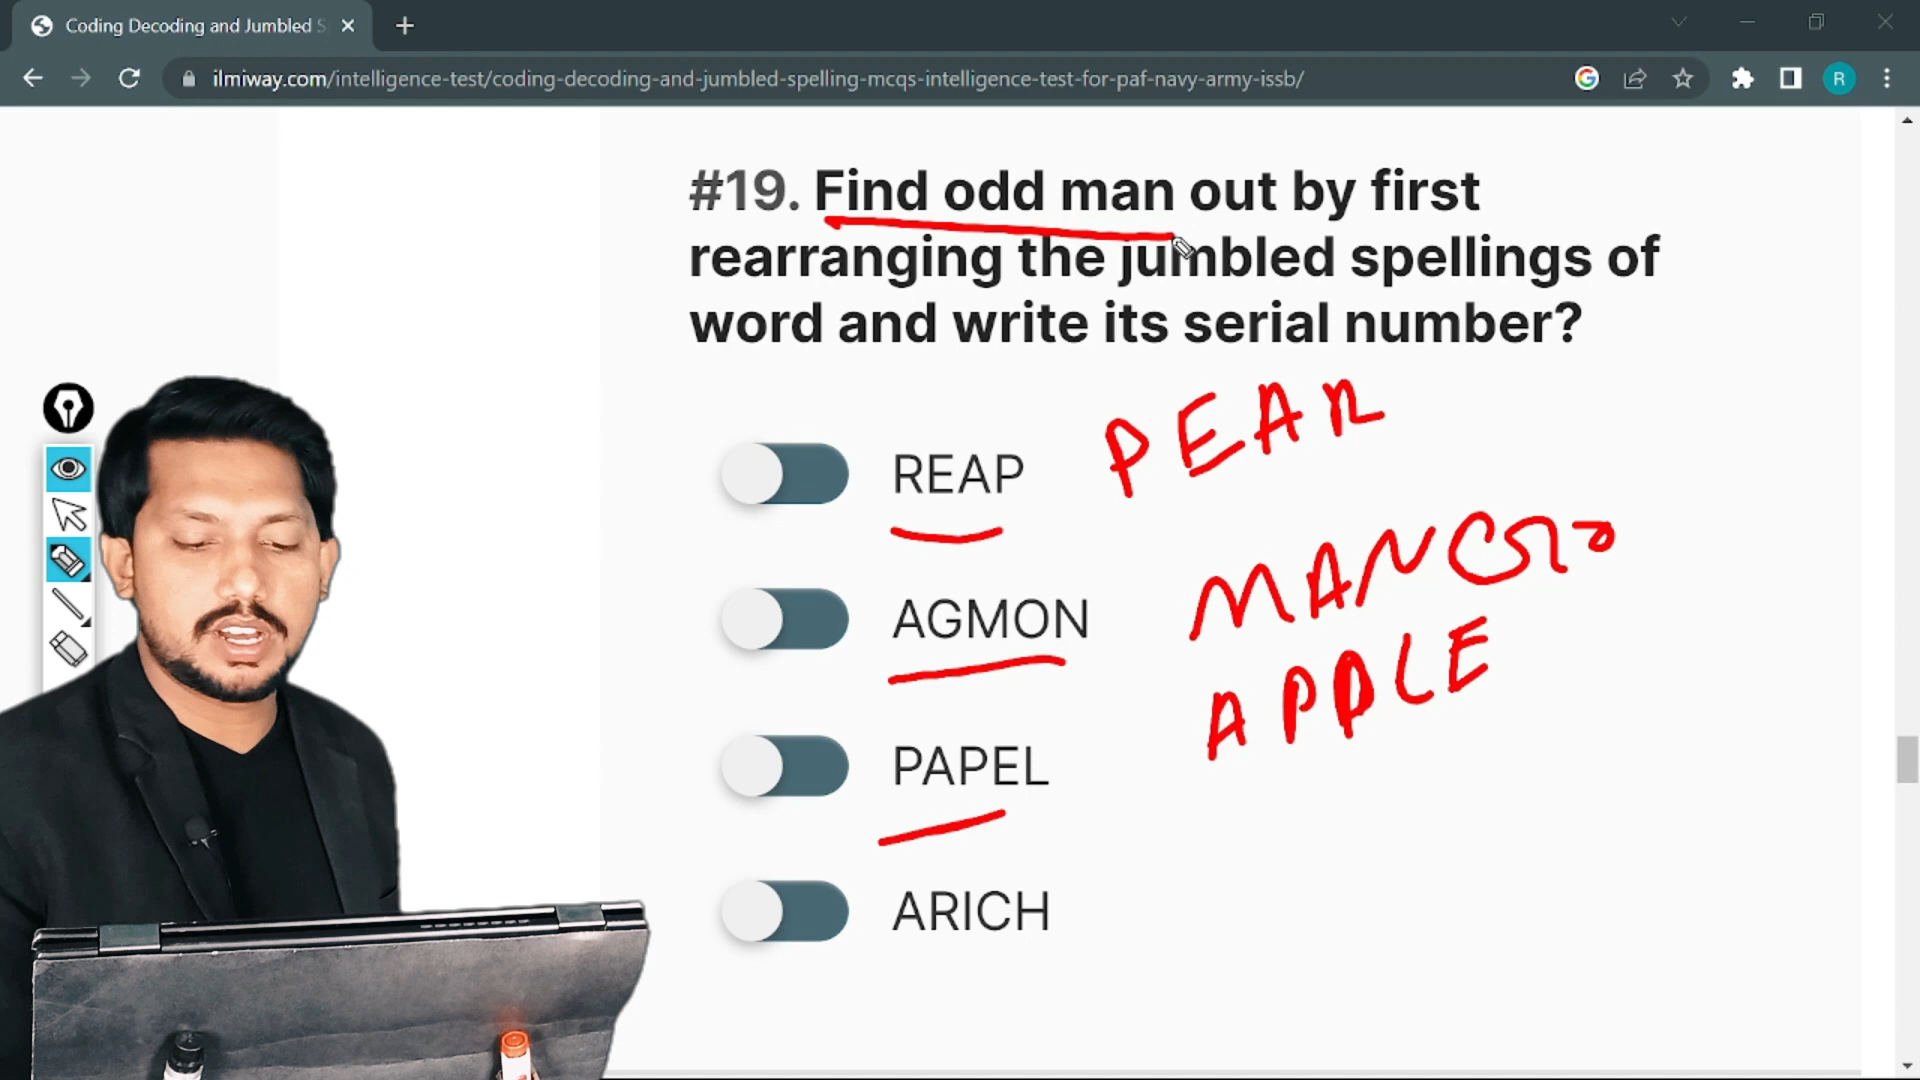 Coding Decoding and Jumbled S
ilmiway.com/intelligence-test/coding-decoding-and-jumbled-spelling-mcqs-intelligence-test-for-paf-navy-army-issb/
R
#19. Find odd man out by first
rearranging the jumbled spellings of
word and write its serial number?
REAP
PEAR
AGMON
MANGO
PAPEL
APPLE
ARICH